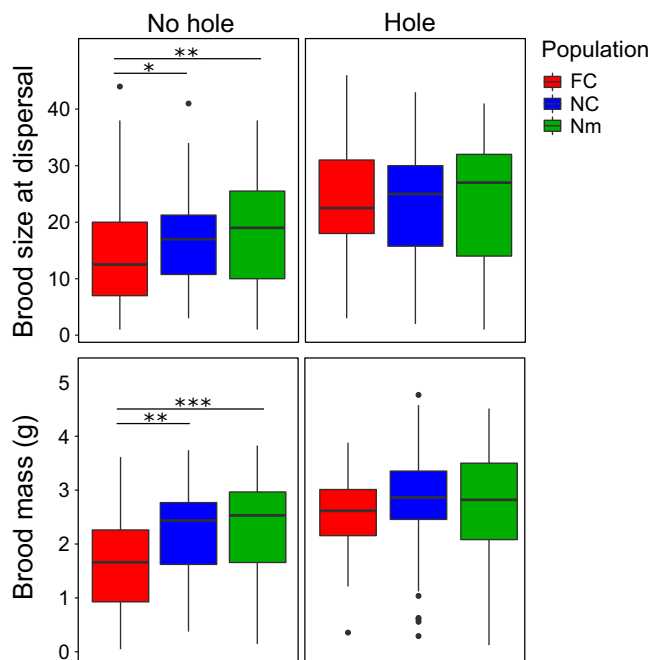 No hole
Hole
Population
FC
NC
Nm
Brood size at dispersal
40
30
20
10
0
**
*
Brood mass (g)
5
4
3
2
1
0
***
**